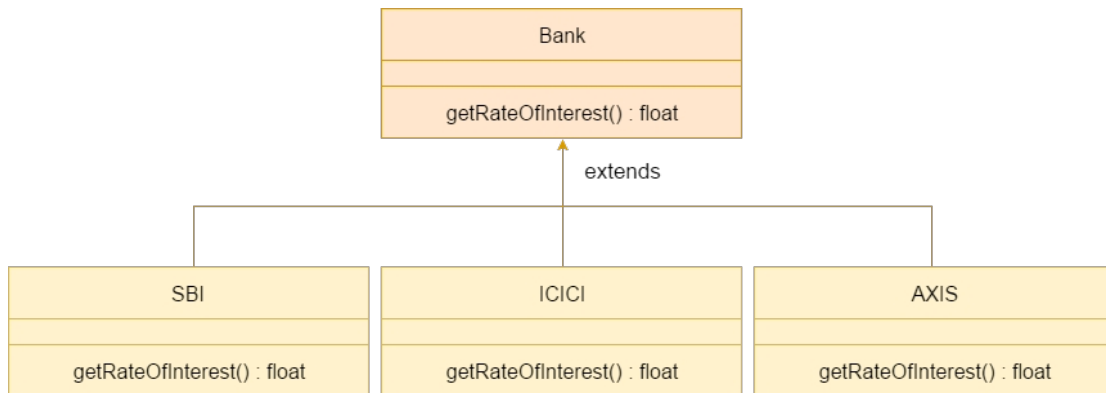 Bank
getRateOfInterest() : float
extends
SBI
ICICI
AXIS
getRateOfInterest() : float
getRateOfInterest() : float
getRateOfInterest() : float